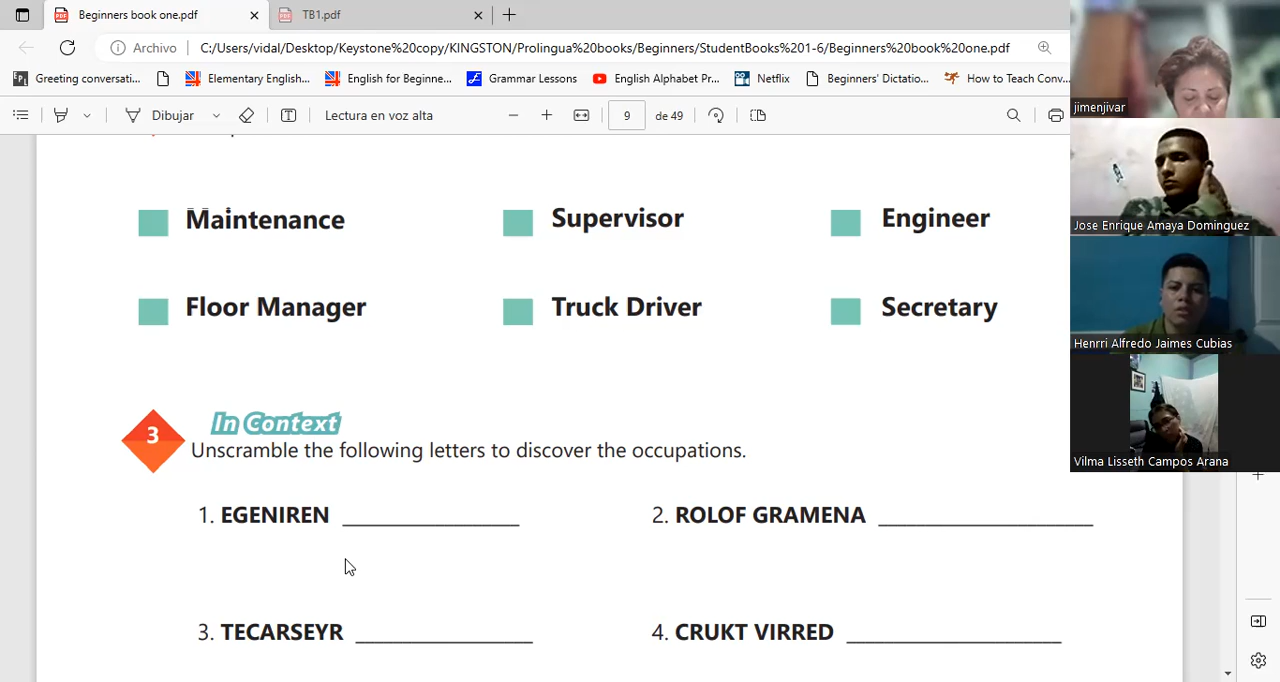 Beginners book one.pdf
TB1.pdf
Archivo
C:/Users/vidal/Desktop/Keystone%20copy/KINGSTON/Prolingua%20books/Beginners/StudentBooks%201-6/Beginners%20book%20one.pdf
Greeting conversati...
Elementary English...
English for Beginne...
Grammar Lessons
English Alphabet Pr...
Netflix
Beginners' Dictatio...
How to Teach Conv...
Dibujar
Lectura en voz alta
9
de 49
Maintenance
Supervisor
Engineer
Floor Manager
Truck Driver
Secretary
3
In Context
Unscramble the following letters to discover the occupations.
1. EGENIREN
2. ROLOF GRAMENA
3. TECARSEYR
4. CRUKT VIRRED
jimenjivar
Jose Enrique Amaya Dominguez
Henrri Alfredo Jaimes Cubias
Vilma Lisseth Campos Arana